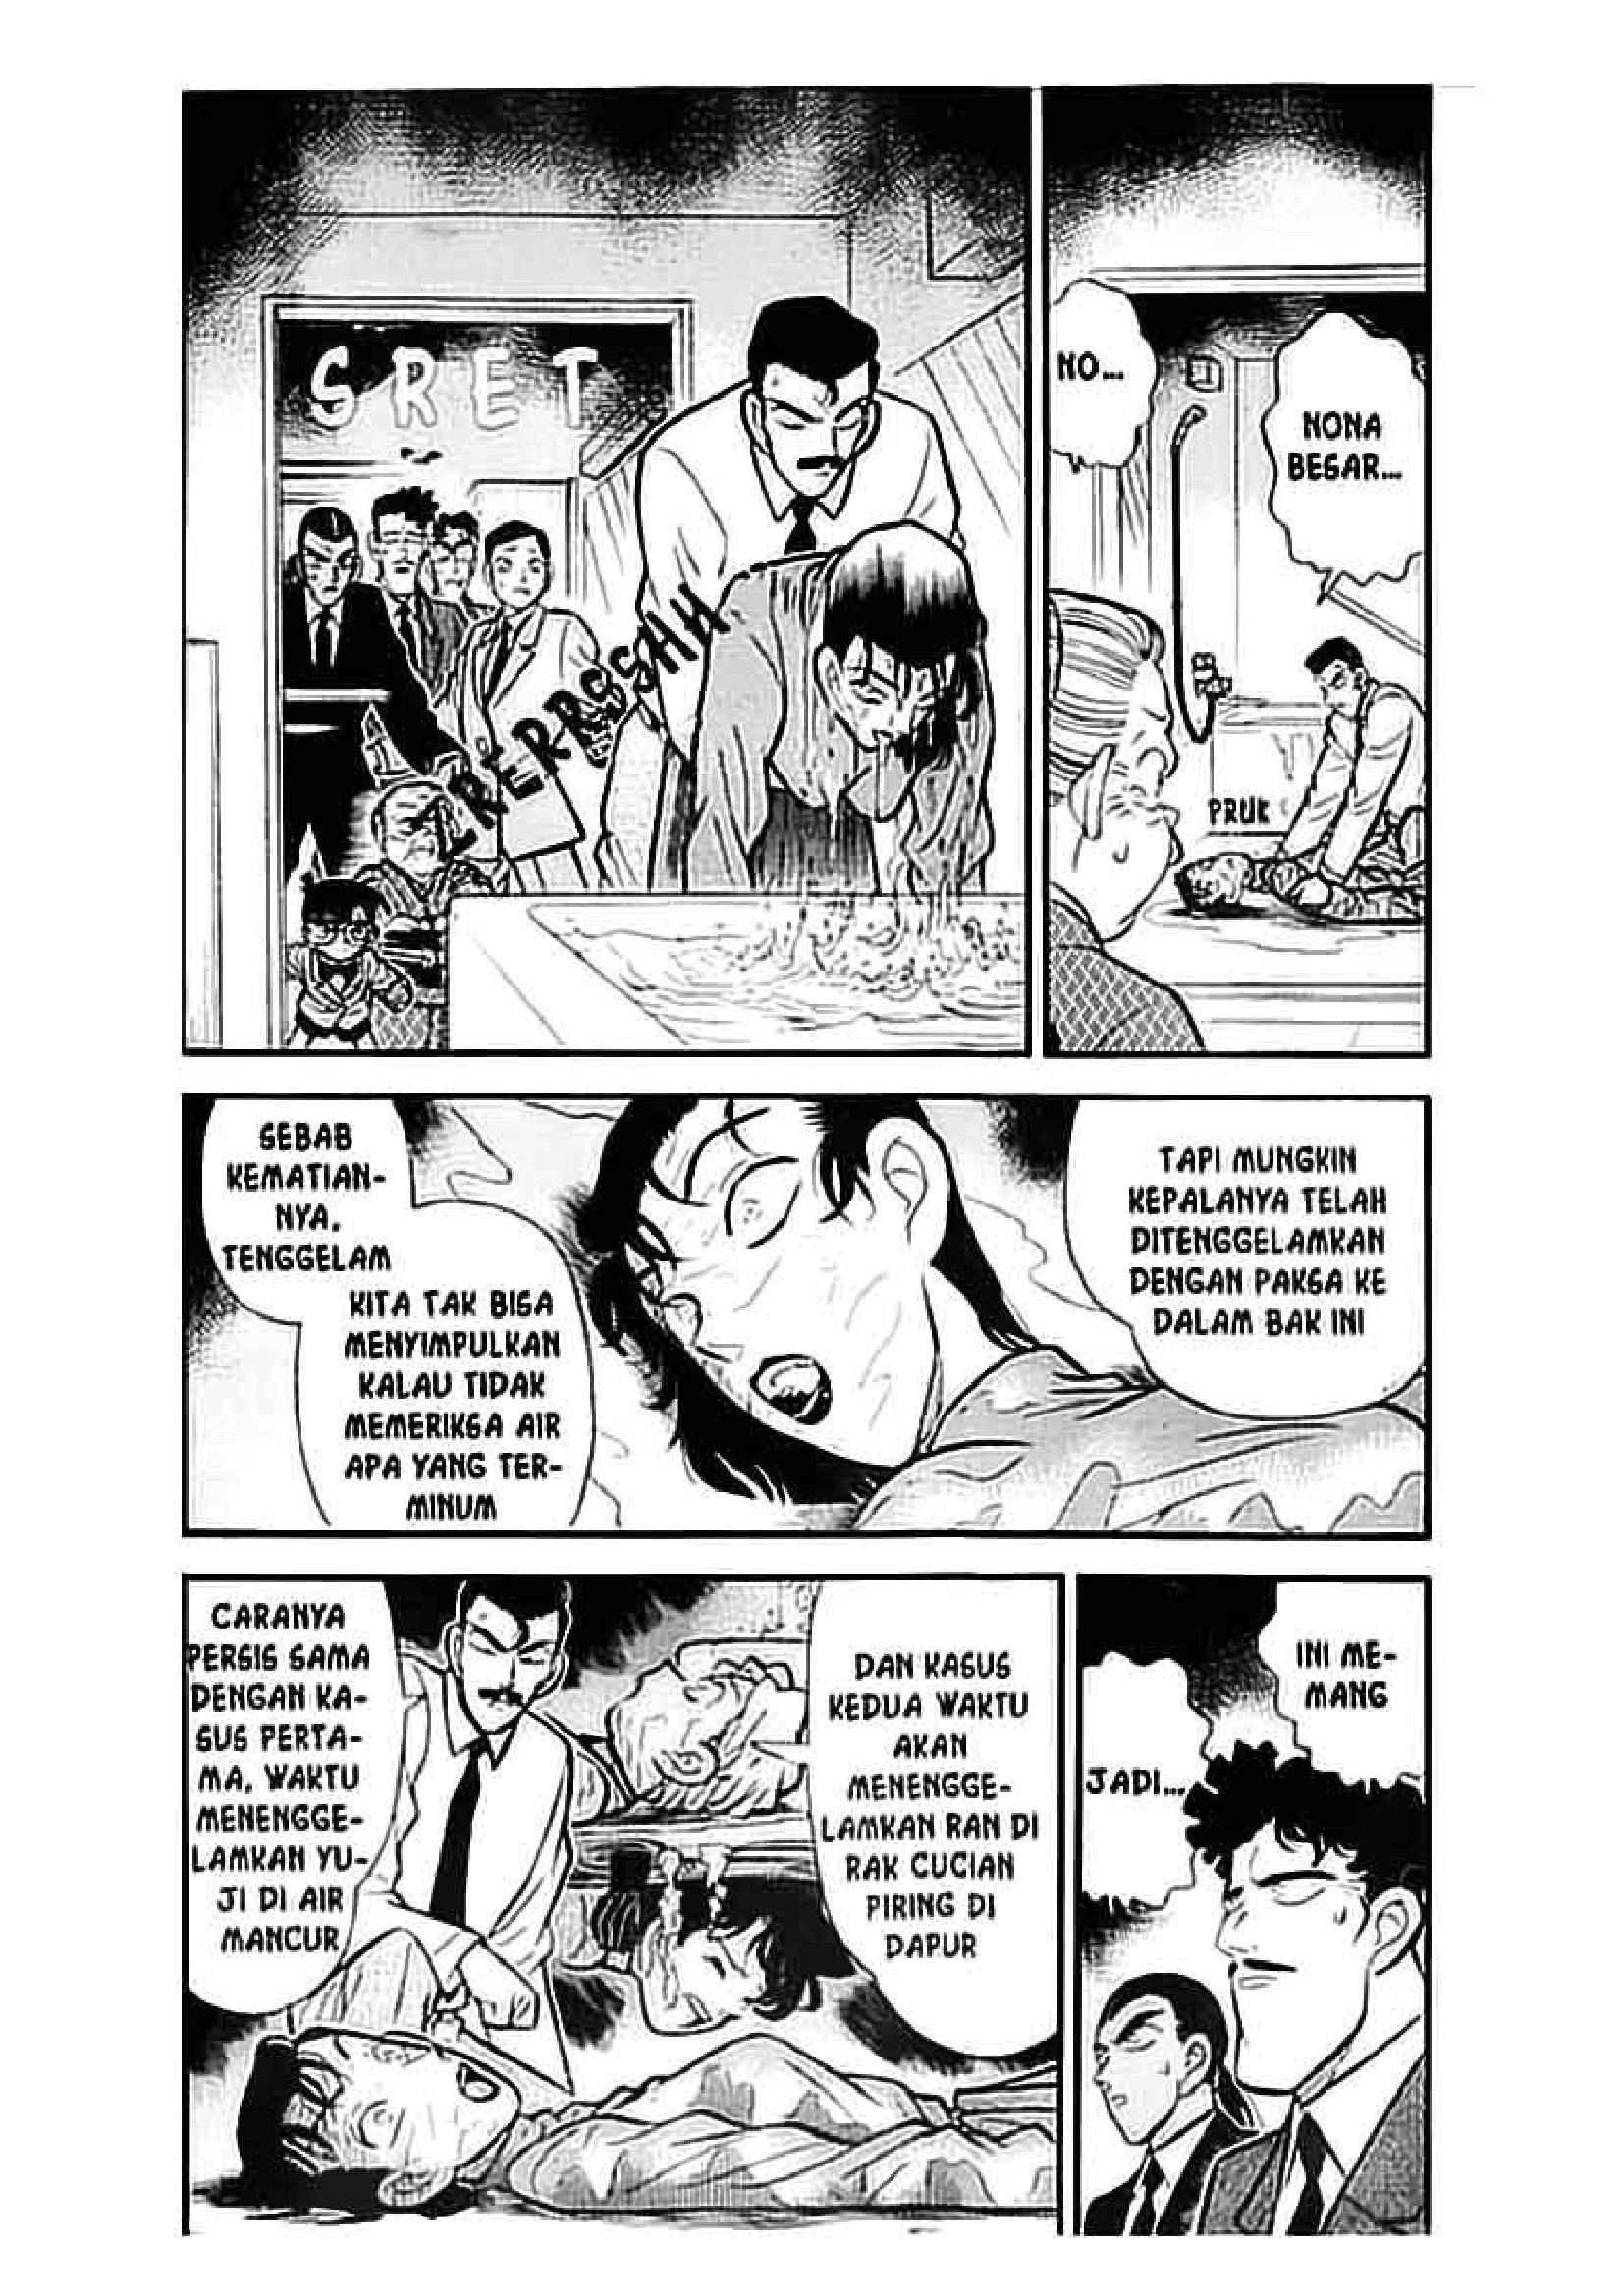 NO...
NONA
BESAR...
PRUK
SRET
KERRSSAHH
TAPI MUNGKIN
KEPALANYA TELAH
DITENGGELAMKAN
DENGAN PAKSA KE
DALAM BAK INI
SEBAB
KEMATIAN-
NYA.
TENGGELAM
KITA TAK BISA
MENYIMPULKAN
KALAU TIDAK
MEMERIKSA AIR
APA YANG TER-
MINUM
INI ME-
MANG
JADI...
DAN KASUS
KEDUA WAKTU
AKAN
MENENGGE-
LAMKAN RAN DI
RAK CUCIAN
PIRING DI
DAPUR
CARANYA
PERSIS SAMA
DENGAN KA-
SUS PERTA-
MA, WAKTU
MENENGGE-
LAMKAN YU-
JI DI AIR
MANCUR